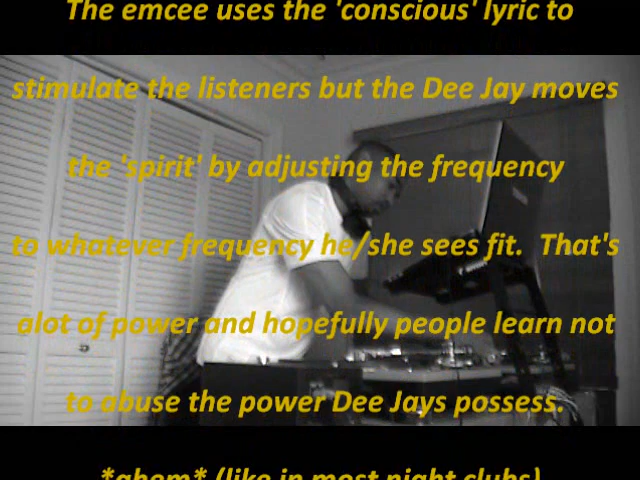 The emcee uses the 'conscious' lyric to
stimulate the listeners but the Dee Jay moves
the 'spirit' by adjusting the frequency
to whatever frequency he/she sees fit.  That's
alot of power and hopefully people learn not
to abuse the power Dee Jays possess.
*ahem* (like in most night clubs)